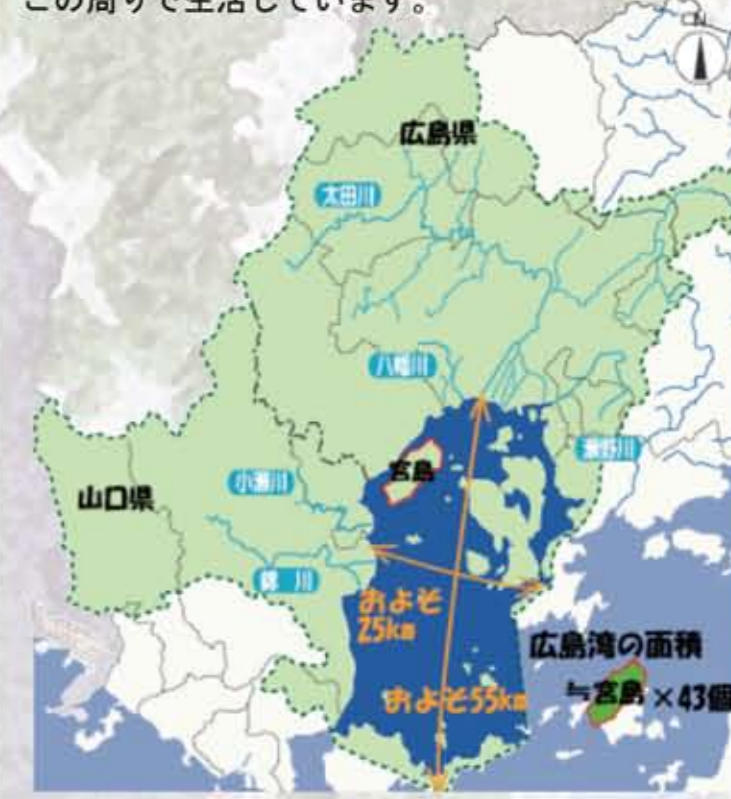 この周りで生活しています。
N
広島県
太田川
八幡川
瀬野川
宮島
小瀬川
山口県
錦 川
およそ
25km
広島湾の面積
≒宮島×43個
およそ55km